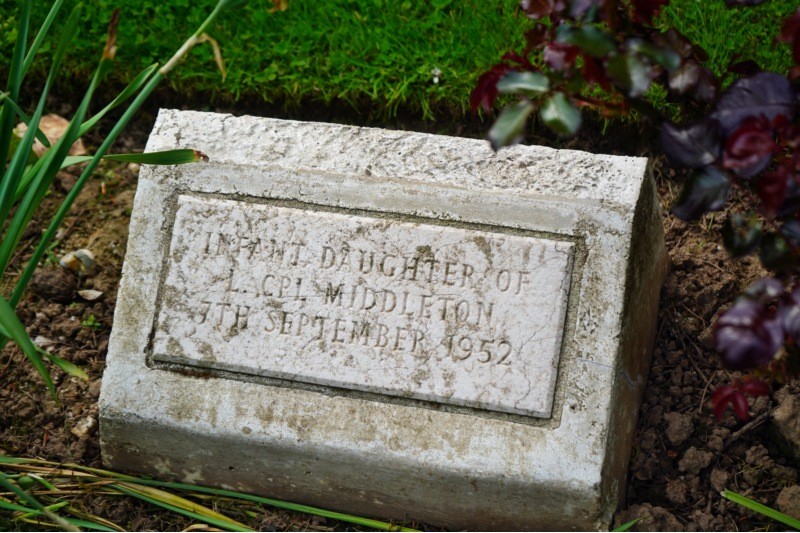 INFANT DAUGHTER OF
L. CPL MIDDLETON
7TH SEPTEMBER 1952